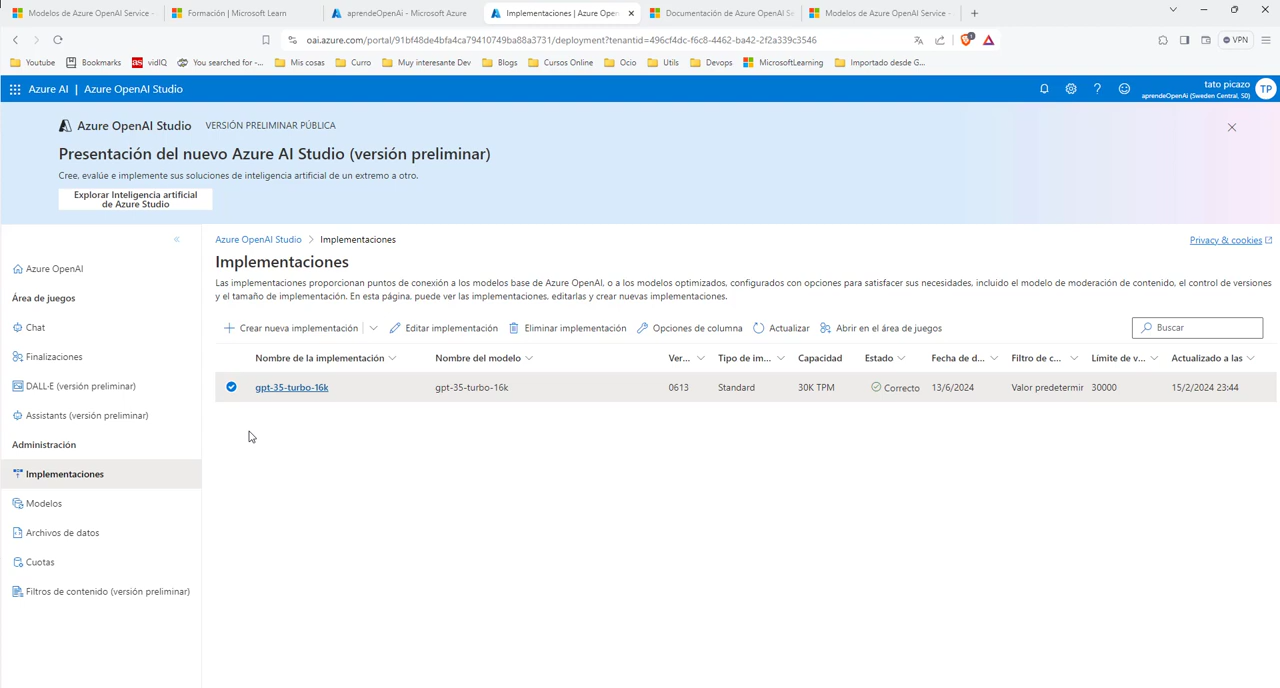 Modelos de Azure OpenAI Service -
Formación | Microsoft Learn
aprendeOpenAi - Microsoft Azure
Implementaciones | Azure Open
Documentación de Azure OpenAI Se
Modelos de Azure OpenAI Service -
oai.azure.com/portal/91bf48de4bfa4ca79410749ba88a3731/deployment?tenantid=496cf4dc-f6c8-4462-ba42-2f2a339c3546
VPN
Youtube
Bookmarks
vidIQ
You searched for -...
Mis cosas
Curro
Muy interesante Dev
Blogs
Cursos Online
Ocio
Utils
Devops
MicrosoftLearning
Importado desde G...
Azure AI | Azure OpenAI Studio
tato picazo
aprendeOpenAi (Sweden Central, S0)
TP
Azure OpenAI Studio VERSIÓN PRELIMINAR PÚBLICA
Presentación del nuevo Azure AI Studio (versión preliminar)
Cree, evalúe e implemente sus soluciones de inteligencia artificial de un extremo a otro.
Explorar Inteligencia artificial
de Azure Studio
Azure OpenAI
Área de juegos
Chat
Finalizaciones
DALL-E (versión preliminar)
Assistants (versión preliminar)
Administración
Implementaciones
Modelos
Archivos de datos
Cuotas
Filtros de contenido (versión preliminar)
Azure OpenAI Studio > Implementaciones
Privacy & cookies
Implementaciones
Las implementaciones proporcionan puntos de conexión a los modelos base de Azure OpenAI, o a los modelos optimizados, configurados con opciones para satisfacer sus necesidades, incluido el modelo de moderación de contenido, el control de versiones
y el tamaño de implementación. En esta página, puede ver las implementaciones, editarlas y crear nuevas implementaciones.
Crear nueva implementación
Editar implementación
Eliminar implementación
Opciones de columna
Actualizar
Abrir en el área de juegos
Buscar
Nombre de la implementación Nombre del modelo Ver... Tipo de im... Capacidad Estado Fecha de d... Filtro de c... Límite de v... Actualizado a las
gpt-35-turbo-16k gpt-35-turbo-16k 0613 Standard 30K TPM Correcto 13/6/2024 Valor predetermir 30000 15/2/2024 23:44